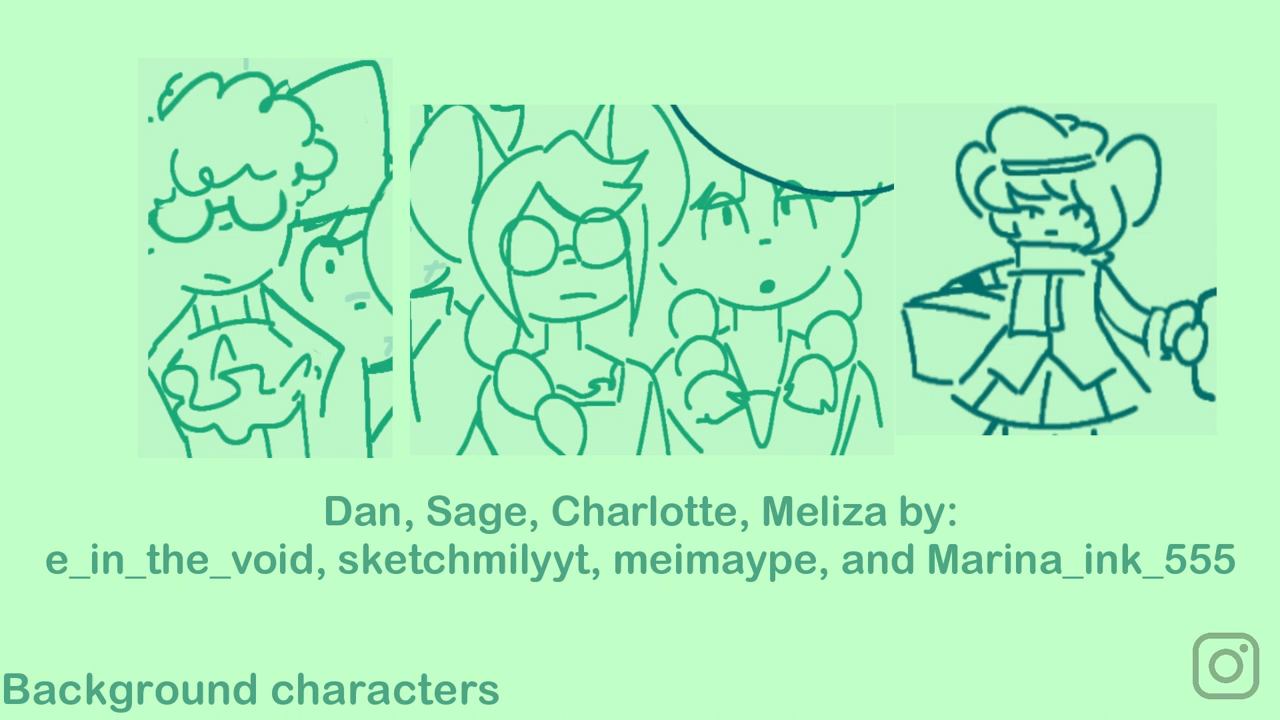 Dan, Sage, Charlotte, Meliza by:
e_in_the_void, sketchmilyyt, meimaype, and Marina_ink_555
Background characters